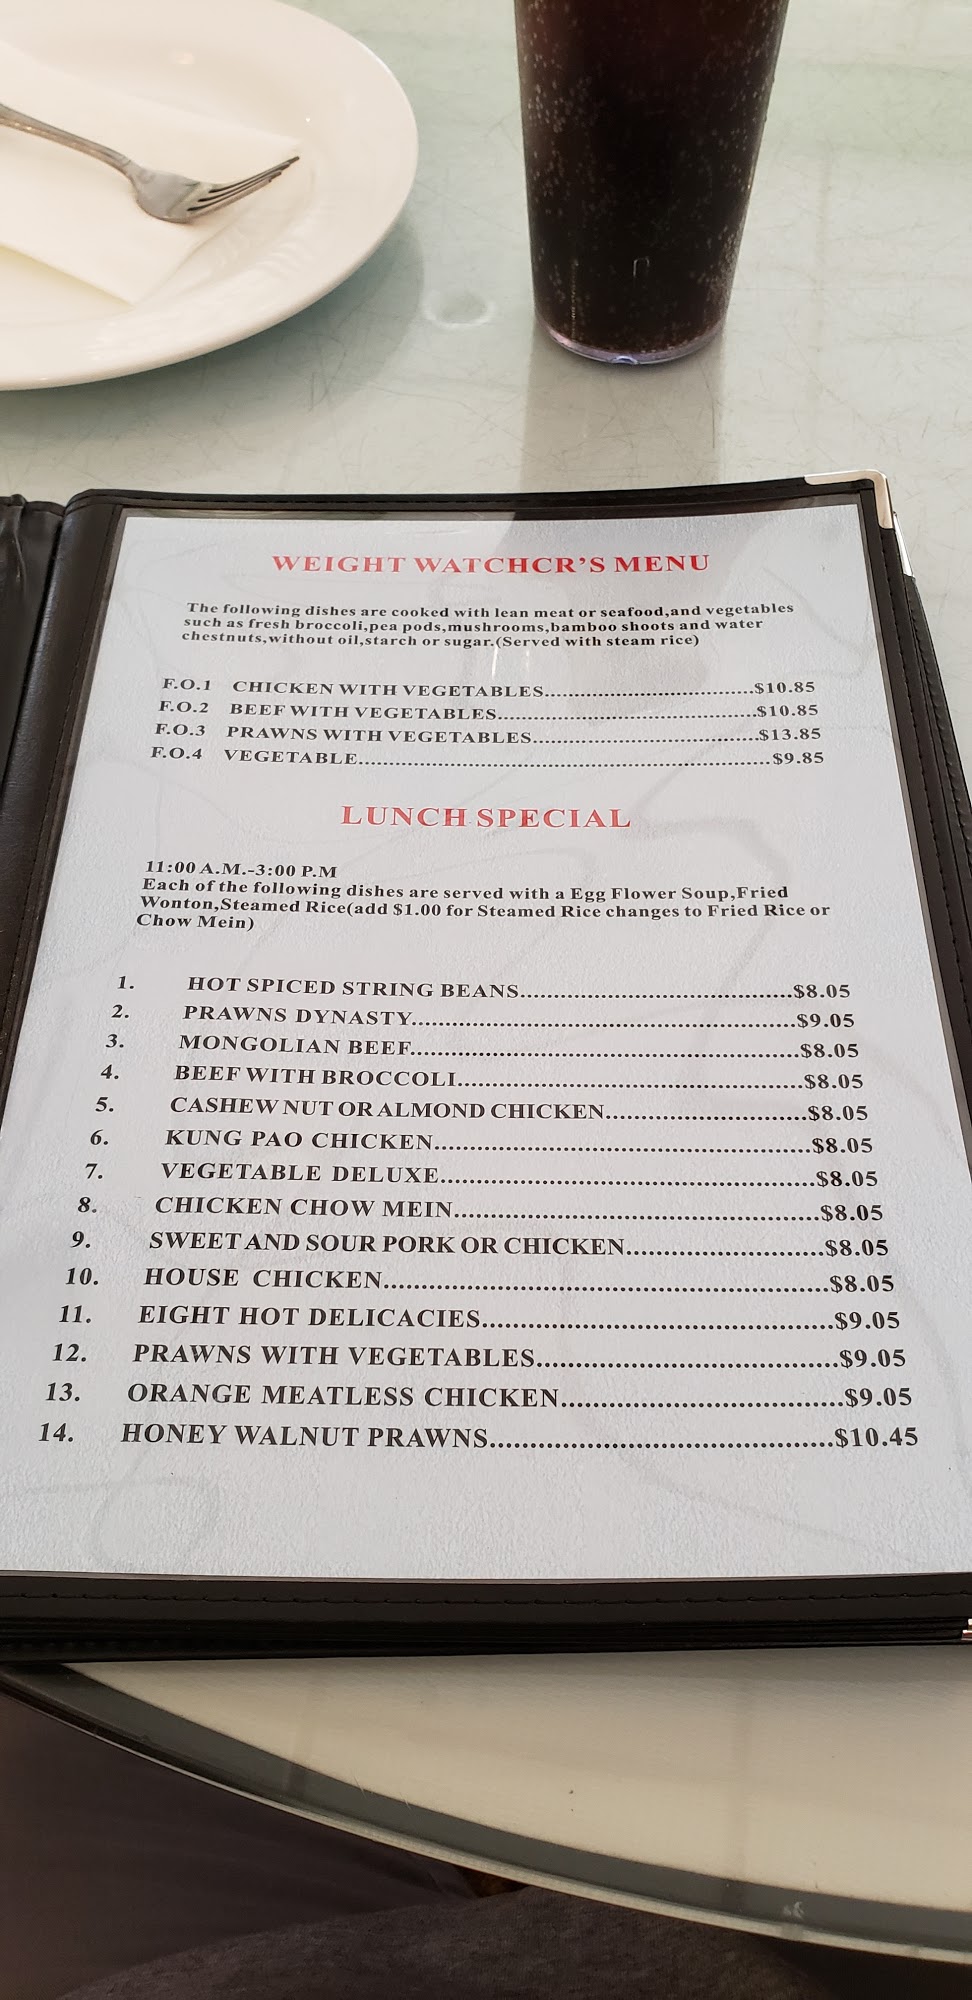 WEIGHT WATCHCR'S MENU
The following dishes are cooked with lean meat or seafood,and vegetables
such as fresh broccoli,pea pods,mushrooms,bamboo shoots and water
chestnuts,without oil,starch or sugar.(Served with steam rice)
F.O.1 CHICKEN WITH VEGETABLES....................................$10.85
F.O.2 BEEF WITH VEGETABLES............................................$10.85
F.O.3 PRAWNS WITH VEGETABLES.......................................$13.85
F.O.4 VEGETABLE......................................................................$9.85
LUNCH SPECIAL
11:00 A.M.-3:00 P.M
Each of the following dishes are served with a Egg Flower Soup,Fried
Wonton,Steamed Rice(add $1.00 for Steamed Rice changes to Fried Rice or
Chow Mein)
1. HOT SPICED STRING BEANS..........................................$8.05
2. PRAWNS DYNASTY...........................................................$9.05
3. MONGOLIAN BEEF...........................................................$8.05
4. BEEF WITH BROCCOLI....................................................$8.05
5. CASHEW NUT OR ALMOND CHICKEN..............................$8.05
6. KUNG PAO CHICKEN........................................................$8.05
7. VEGETABLE DELUXE.......................................................$8.05
8. CHICKEN CHOW MEIN.....................................................$8.05
9. SWEET AND SOUR PORK OR CHICKEN............................$8.05
10. HOUSE CHICKEN..............................................................$8.05
11. EIGHT HOT DELICACIES.................................................$9.05
12. PRAWNS WITH VEGETABLES..........................................$9.05
13. ORANGE MEATLESS CHICKEN.......................................$9.05
14. HONEY WALNUT PRAWNS..............................................$10.45